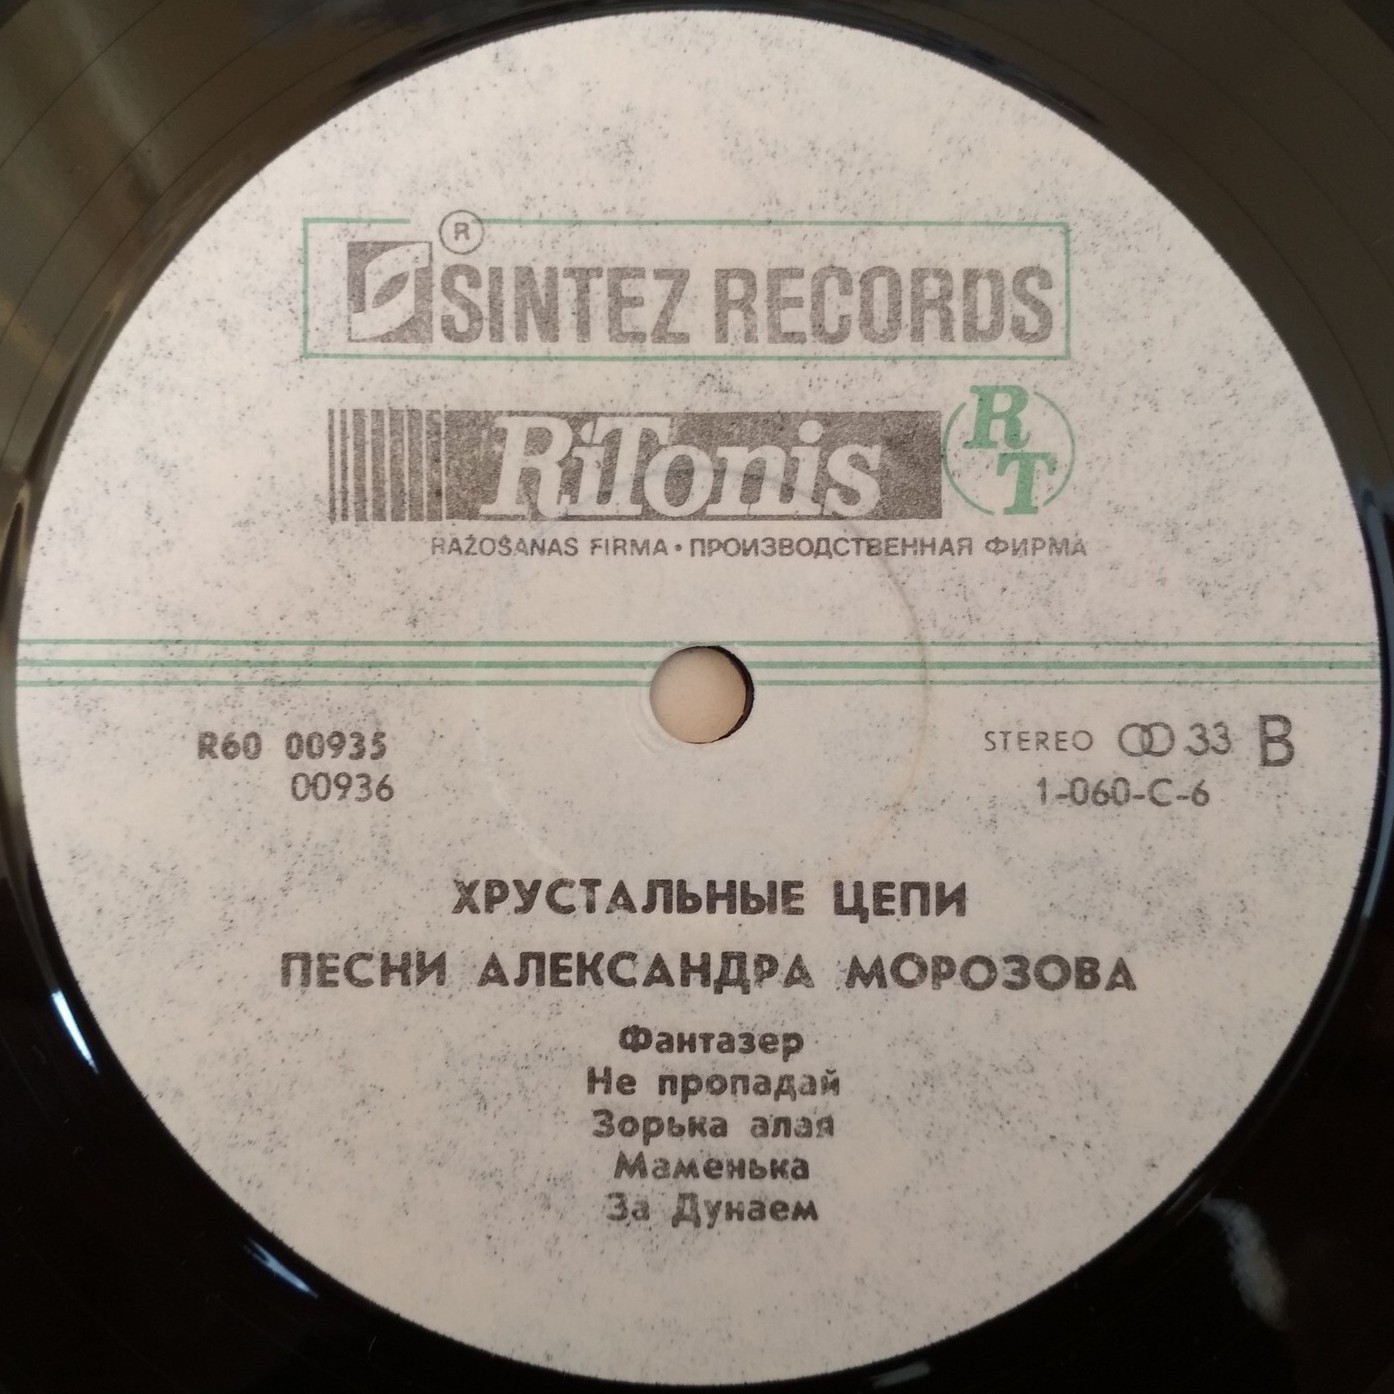 ®
SINTEZ RECORDS
RiTonis RT
RAŽOŠANAS FIRMA • ПРОИЗВОДСТВЕННАЯ ФИРМА
R60 00935
00936
STEREO 33 B
1-060-C-6
ХРУСТАЛЬНЫЕ ЦЕПИ
ПЕСНИ АЛЕКСАНДРА МОРОЗОВА
Фантазер
Не пропадай
Зорька алая
Маменька
За Дунаем